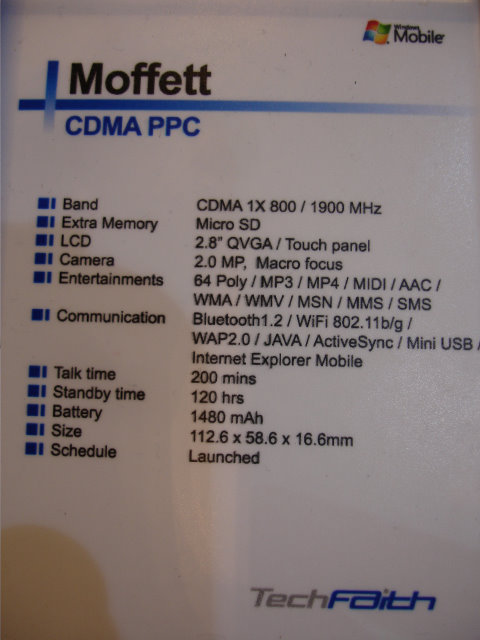 Windows
Mobile
Moffett
CDMA PPC
Band CDMA 1X 800 / 1900 MHz
Extra Memory Micro SD
LCD 2.8" QVGA / Touch panel
Camera 2.0 MP, Macro focus
Entertainments 64 Poly / MP3 / MP4 / MIDI / AAC /
WMA / WMV / MSN / MMS / SMS
Communication Bluetooth1.2 / WiFi 802.11b/g /
WAP2.0 / JAVA / ActiveSync / Mini USB /
Internet Explorer Mobile
Talk time 200 mins
Standby time 120 hrs
Battery 1480 mAh
Size 112.6 x 58.6 x 16.6mm
Schedule Launched
TechFaith